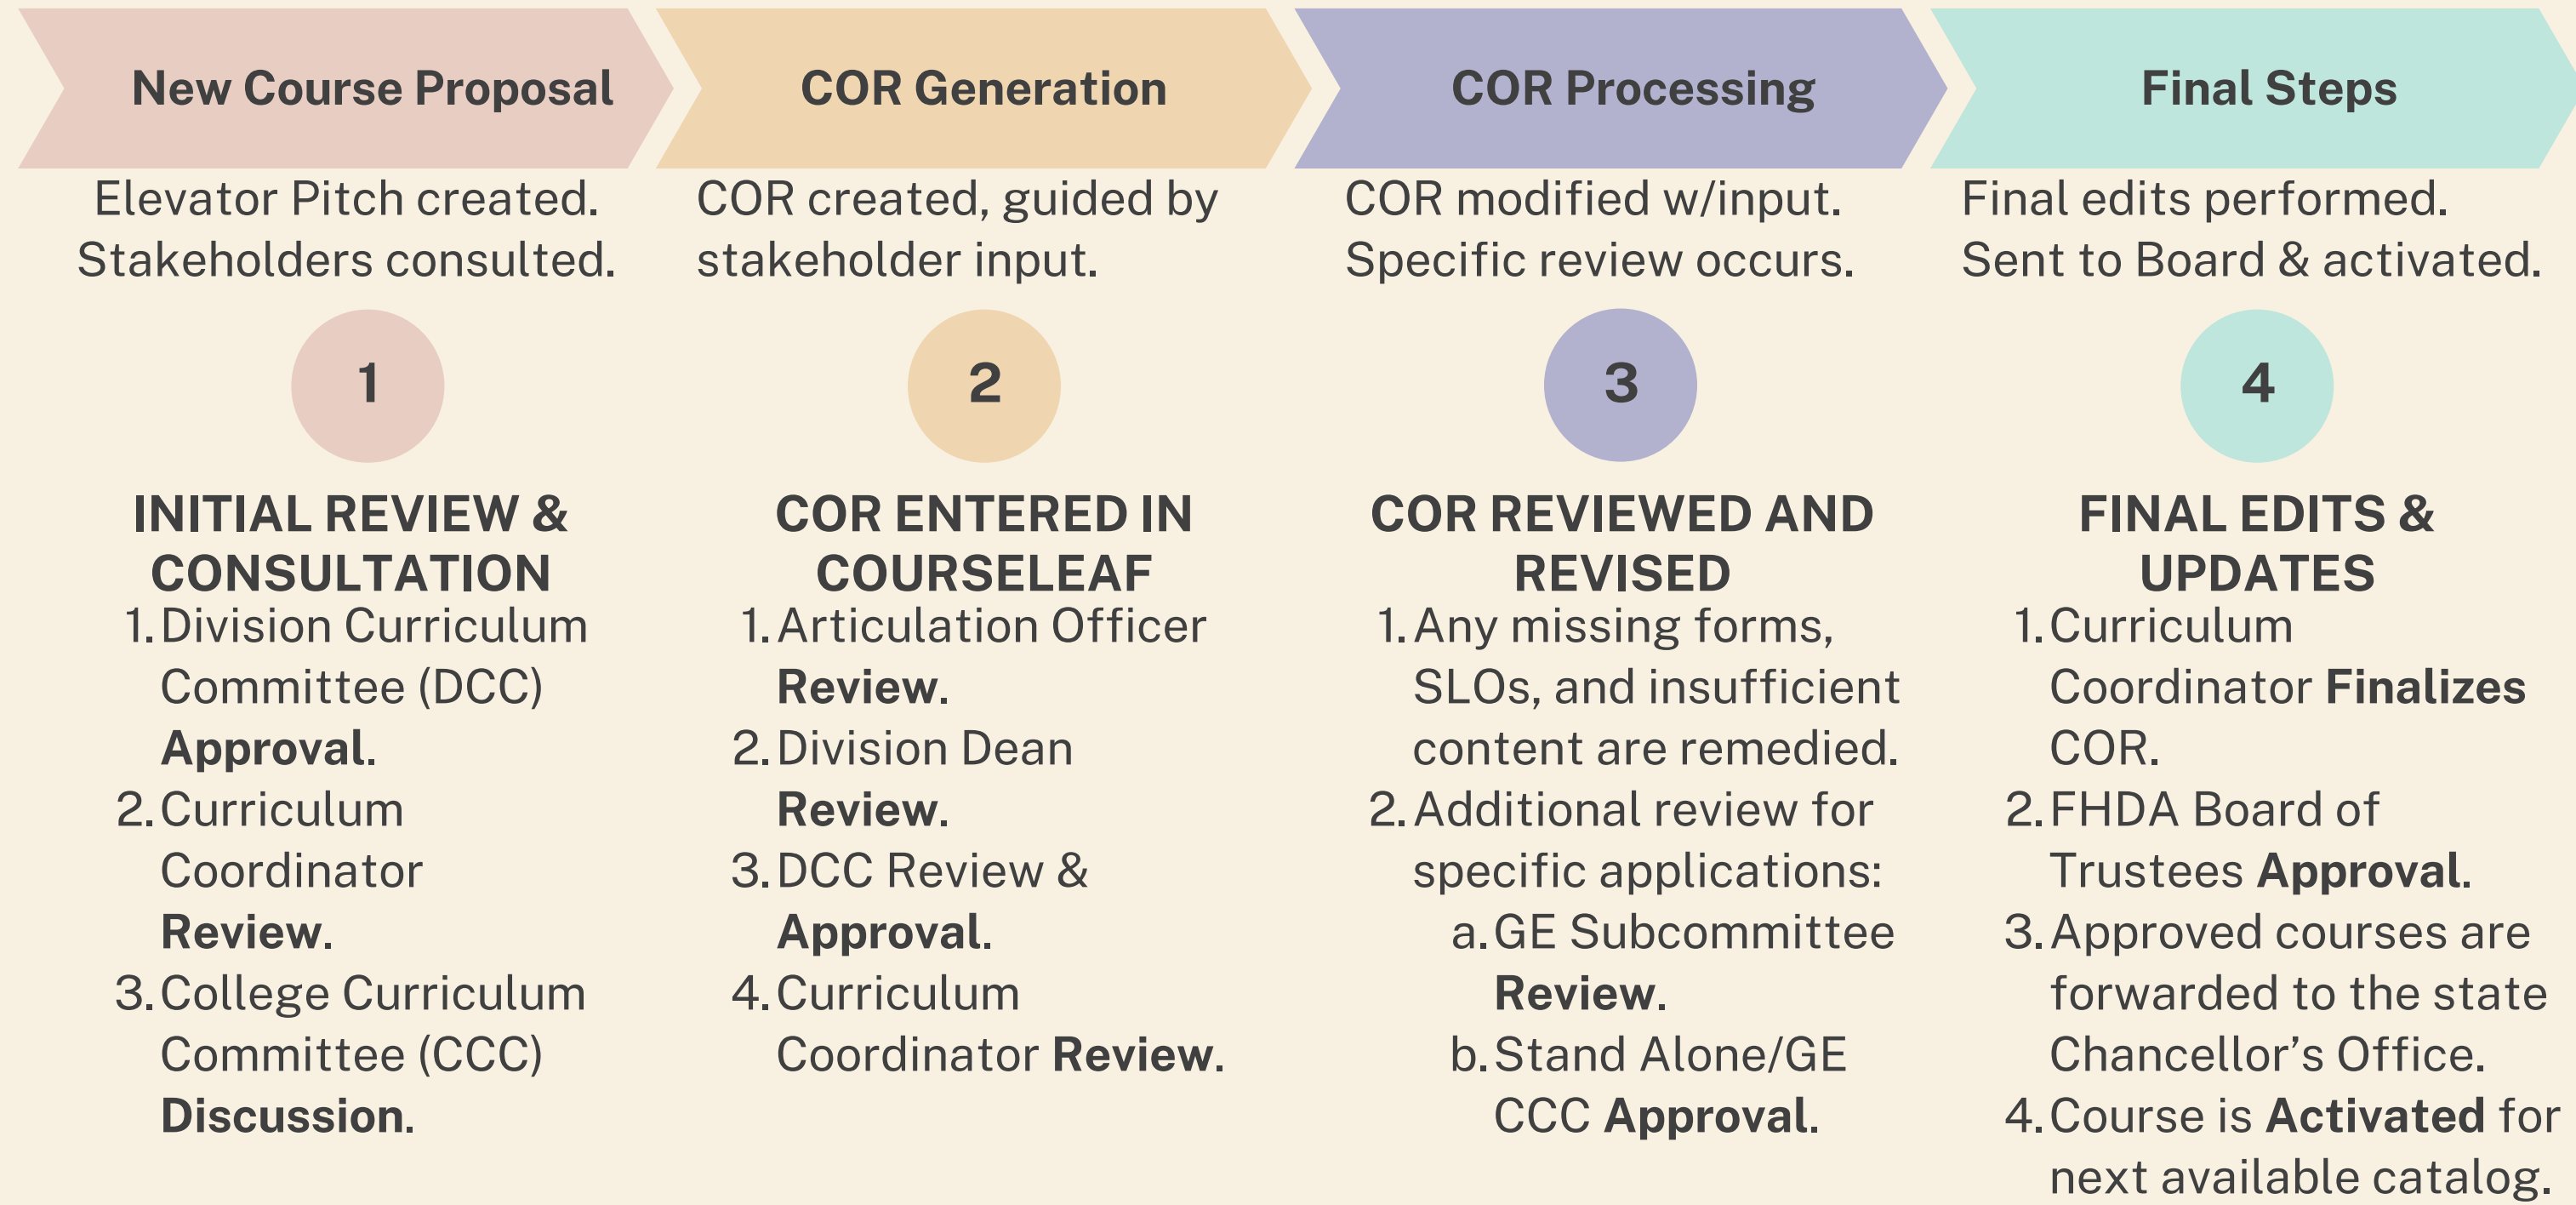 New Course Proposal
Elevator Pitch created.
Stakeholders consulted.
1
INITIAL REVIEW &
CONSULTATION
1. Division Curriculum
Committee (DCC)
Approval.
2. Curriculum
Coordinator
Review.
3. College Curriculum
Committee (CCC)
Discussion.
COR Generation
COR created, guided by
stakeholder input.
2
COR ENTERED IN
COURSELEAF
1. Articulation Officer
Review.
2. Division Dean
Review.
3. DCC Review &
Approval.
4. Curriculum
Coordinator Review.
COR Processing
COR modified w/input.
Specific review occurs.
3
COR REVIEWED AND
REVISED
1. Any missing forms,
SLOs, and insufficient
content are remedied.
2. Additional review for
specific applications:
a. GE Subcommittee
Review.
b. Stand Alone/GE
CCC Approval.
Final Steps
Final edits performed.
Sent to Board & activated.
4
FINAL EDITS &
UPDATES
1. Curriculum
Coordinator Finalizes
COR.
2. FHDA Board of
Trustees Approval.
3. Approved courses are
forwarded to the state
Chancellor’s Office.
4. Course is Activated for
next available catalog.